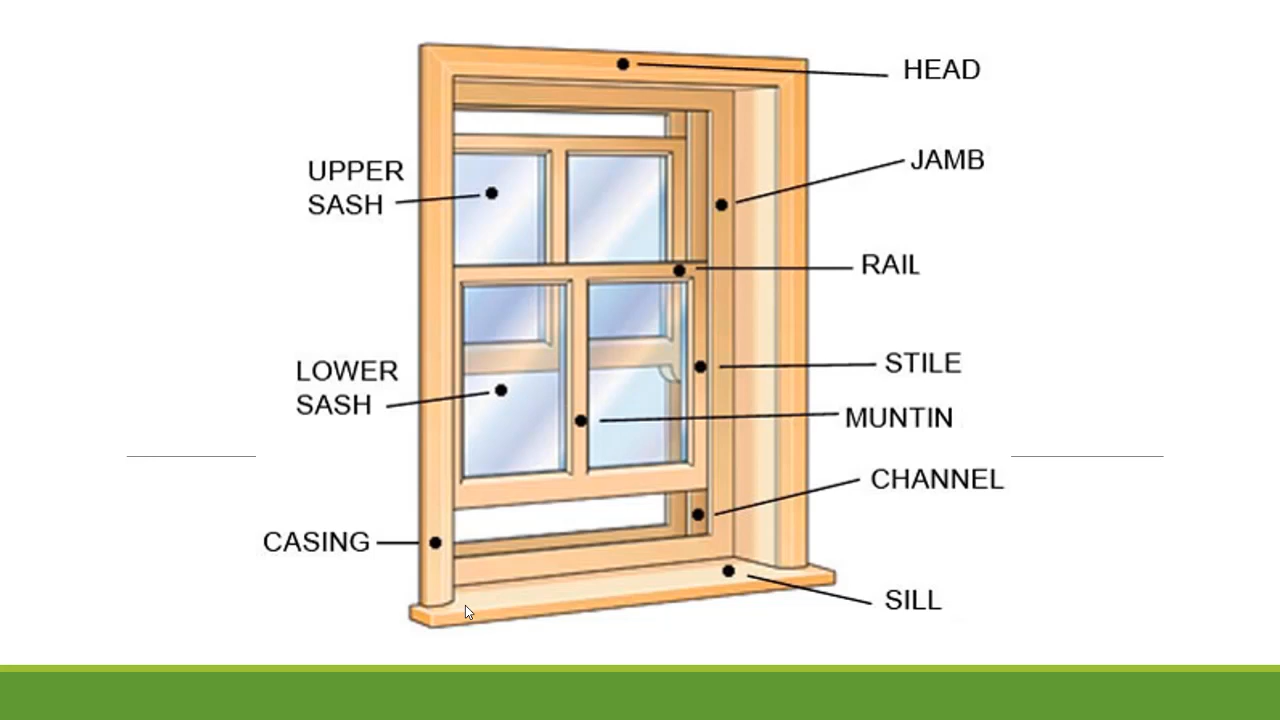 HEAD
JAMB
UPPER
SASH
RAIL
STILE
LOWER
SASH
MUNTIN
CHANNEL
CASING
SILL